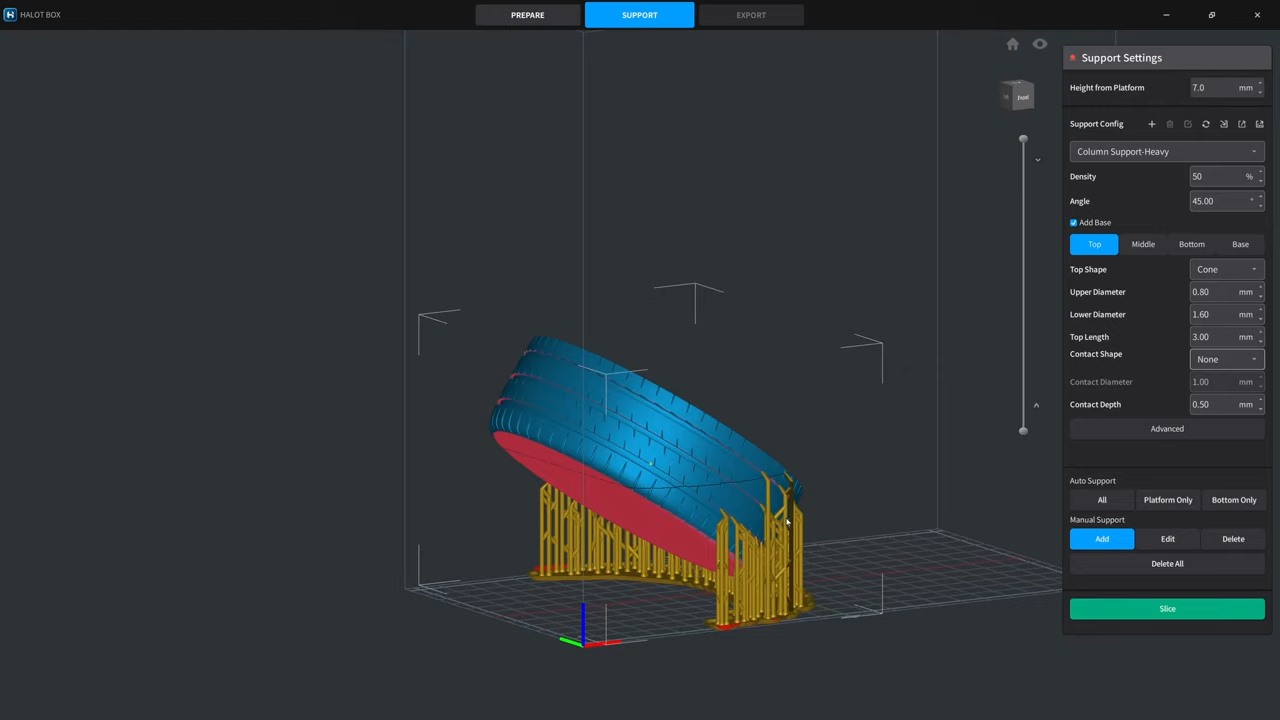 HALOT BOX
PREPARE
SUPPORT
EXPORT
Front
Support Settings
Height from Platform 7.0 mm
Support Config
Column Support-Heavy
Density 50 %
Angle 45.00 °
Add Base
Top Middle Bottom Base
Top Shape Cone
Upper Diameter 0.80 mm
Lower Diameter 1.60 mm
Top Length 3.00 mm
Contact Shape None
Contact Diameter 1.00 mm
Contact Depth 0.50 mm
Advanced
Auto Support
All Platform Only Bottom Only
Manual Support
Add Edit Delete
Delete All
Slice